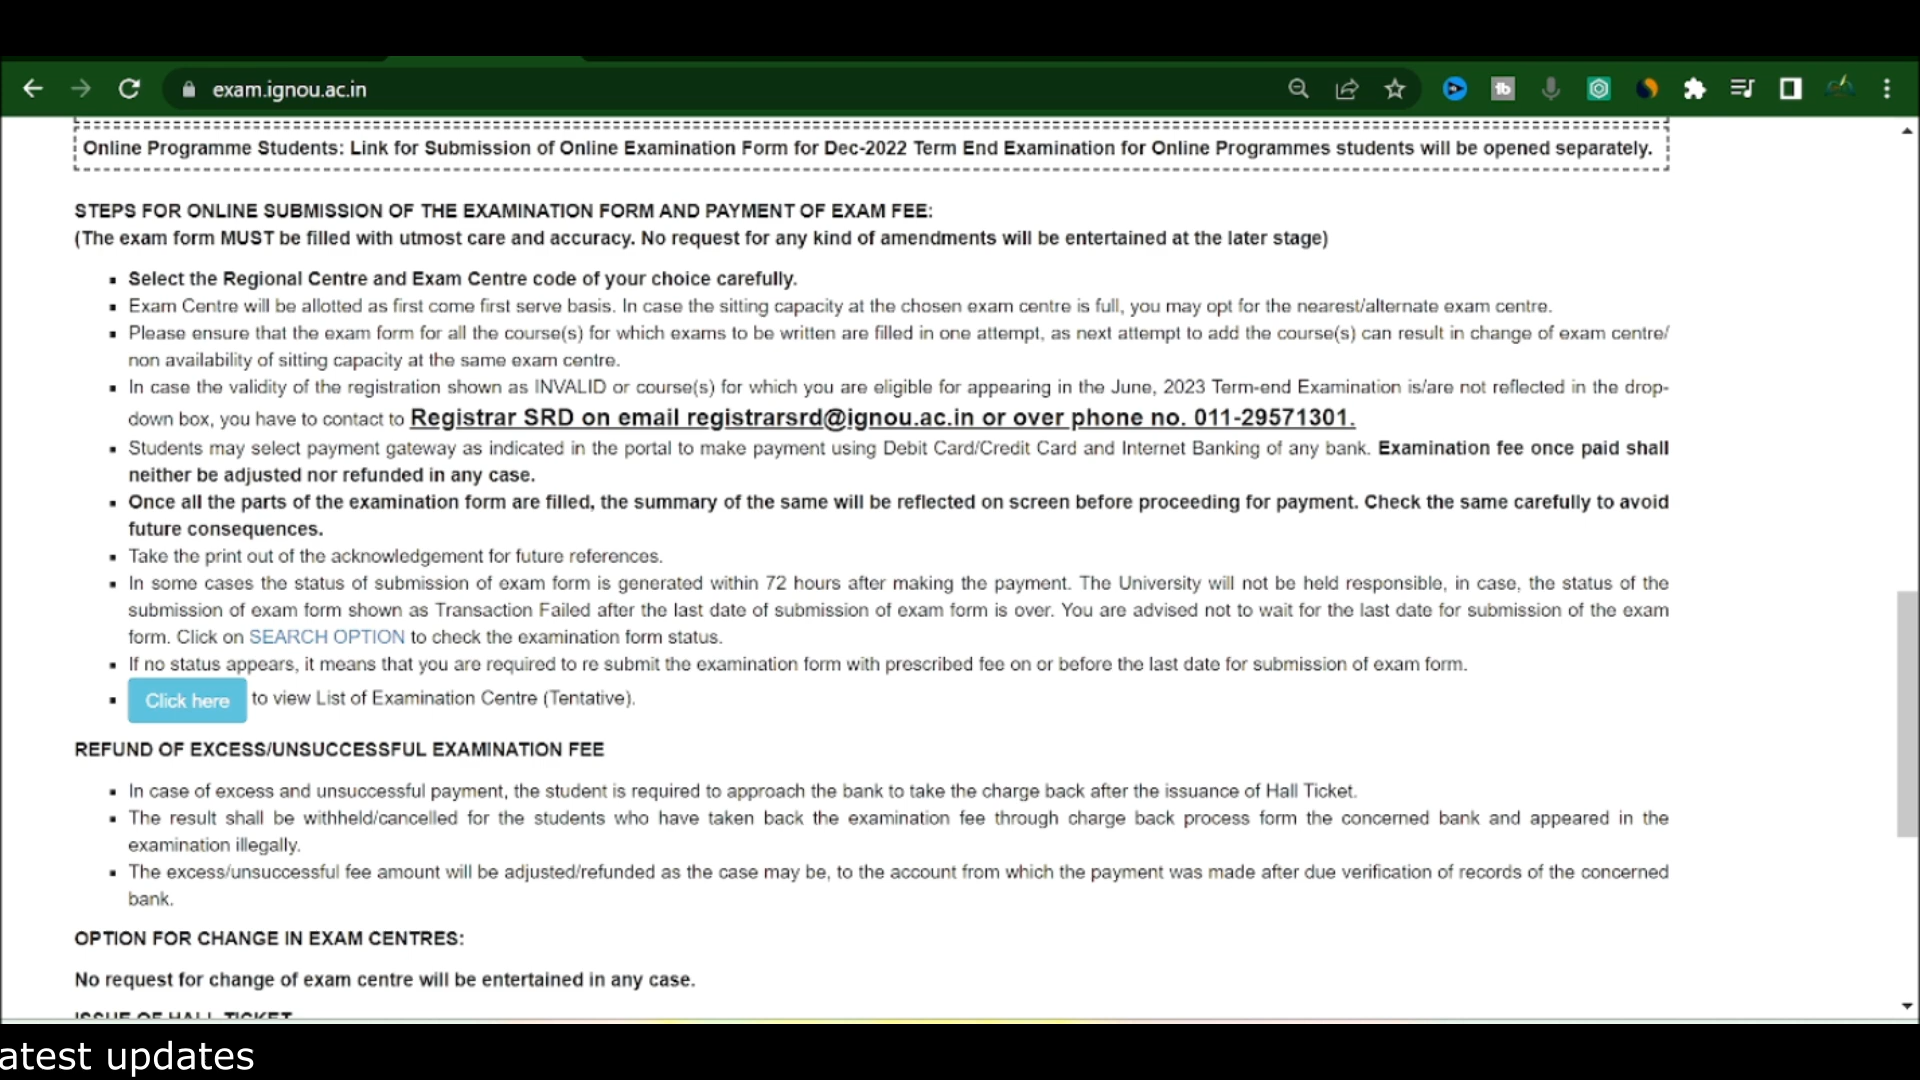 exam.ignou.ac.in
Online Programme Students: Link for Submission of Online Examination Form for Dec-2022 Term End Examination for Online Programmes students will be opened separately.
STEPS FOR ONLINE SUBMISSION OF THE EXAMINATION FORM AND PAYMENT OF EXAM FEE:
(The exam form MUST be filled with utmost care and accuracy. No request for any kind of amendments will be entertained at the later stage)
Select the Regional Centre and Exam Centre code of your choice carefully.
Exam Centre will be allotted as first come first serve basis. In case the sitting capacity at the chosen exam centre is full, you may opt for the nearest/alternate exam centre.
Please ensure that the exam form for all the course(s) for which exams to be written are filled in one attempt, as next attempt to add the course(s) can result in change of exam centre/
non availability of sitting capacity at the same exam centre.
In case the validity of the registration shown as INVALID or course(s) for which you are eligible for appearing in the June, 2023 Term-end Examination is/are not reflected in the drop-
down box, you have to contact to Registrar SRD on email registrarsrd@ignou.ac.in or over phone no. 011-29571301.
Students may select payment gateway as indicated in the portal to make payment using Debit Card/Credit Card and Internet Banking of any bank. Examination fee once paid shall
neither be adjusted nor refunded in any case.
Once all the parts of the examination form are filled, the summary of the same will be reflected on screen before proceeding for payment. Check the same carefully to avoid
future consequences.
Take the print out of the acknowledgement for future references.
In some cases the status of submission of exam form is generated within 72 hours after making the payment. The University will not be held responsible, in case, the status of the
submission of exam form shown as Transaction Failed after the last date of submission of exam form is over. You are advised not to wait for the last date for submission of the exam
form. Click on SEARCH OPTION to check the examination form status.
If no status appears, it means that you are required to re submit the examination form with prescribed fee on or before the last date for submission of exam form.
Click here to view List of Examination Centre (Tentative).
REFUND OF EXCESS/UNSUCCESSFUL EXAMINATION FEE
In case of excess and unsuccessful payment, the student is required to approach the bank to take the charge back after the issuance of Hall Ticket.
The result shall be withheld/cancelled for the students who have taken back the examination fee through charge back process form the concerned bank and appeared in the
examination illegally.
The excess/unsuccessful fee amount will be adjusted/refunded as the case may be, to the account from which the payment was made after due verification of records of the concerned
bank.
OPTION FOR CHANGE IN EXAM CENTRES:
No request for change of exam centre will be entertained in any case.
ISSUE OF HALL TICKET
atest updates